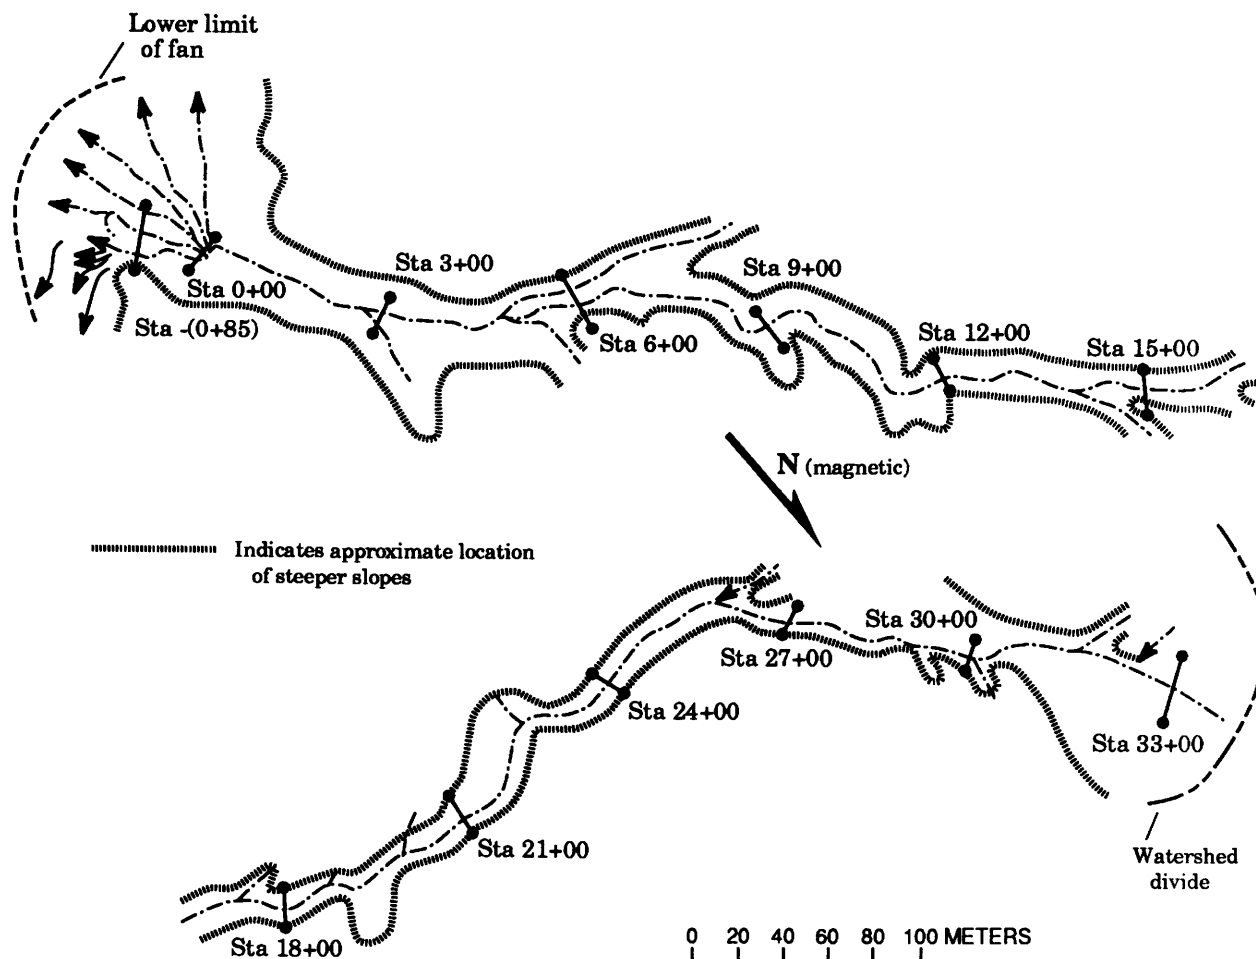 Lower limit
of fan
Sta 3+00
Sta 9+00
Sta 0+00
Sta -(0+85)
Sta 6+00
Sta 12+00
Sta 15+00
N (magnetic)
Indicates approximate location
of steeper slopes
Sta 30+00
Sta 27+00
Sta 24+00
Sta 33+00
Sta 21+00
Watershed
divide
Sta 18+00
0 20 40 60 80 100 METERS